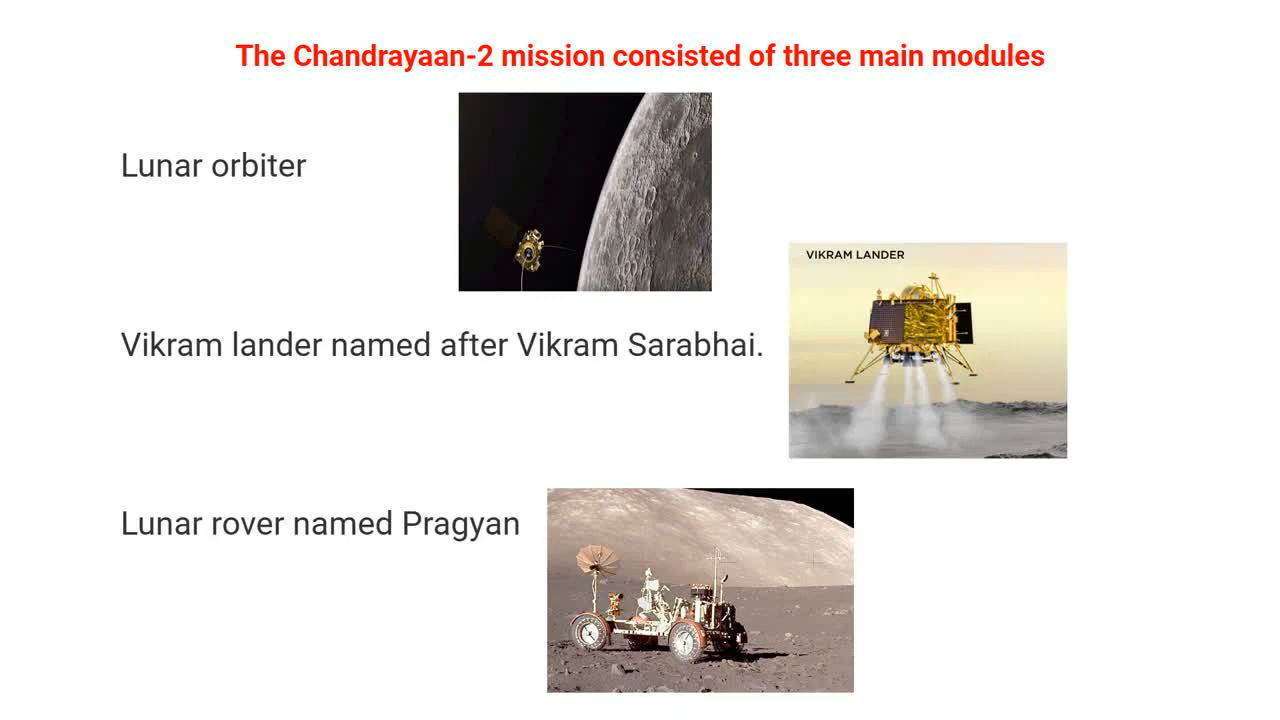 The Chandrayaan-2 mission consisted of three main modules
Lunar orbiter
VIKRAM LANDER
Vikram lander named after Vikram Sarabhai.
Lunar rover named Pragyan